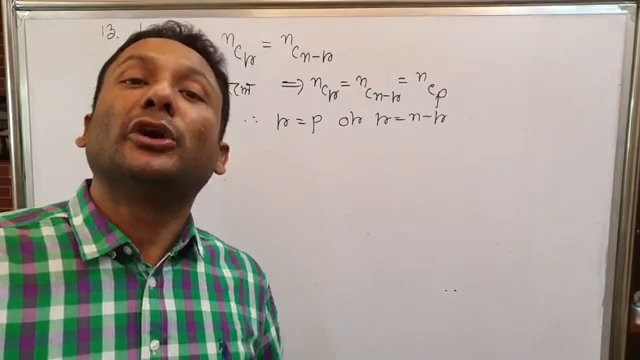 13. ⁿCᵣ = ⁿCₙ₋ᵣ
⟹ ⁿCᵣ = ⁿCₙ₋ᵣ = ⁿCₚ
∴ r = p or r = n-r